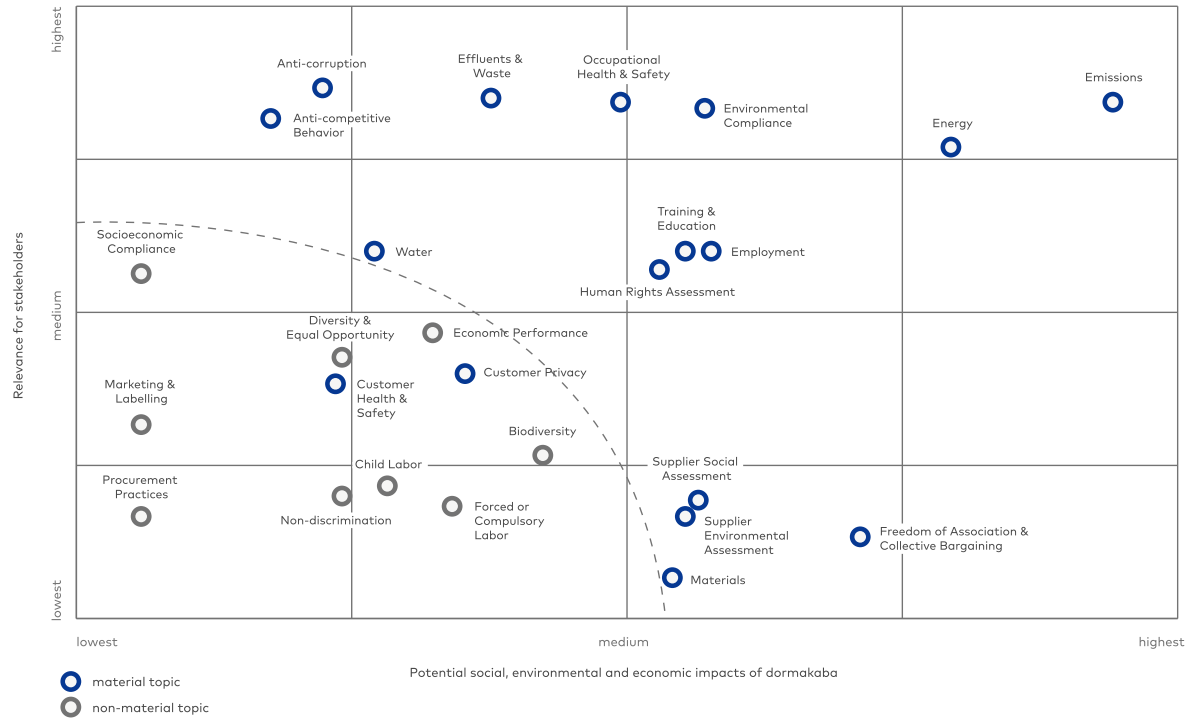 highest
Anti-corruption
Anti-competitive
Behavior
Effluents &
Waste
Occupational
Health & Safety
Environmental
Compliance
Emissions
Energy
Relevance for stakeholders
medium
Socioeconomic
Compliance
Water
Training &
Education
Employment
Human Rights Assessment
Diversity &
Equal Opportunity
Economic Performance
Customer Privacy
Marketing &
Labelling
Customer
Health &
Safety
Biodiversity
Child Labor
Supplier Social
Assessment
Procurement
Practices
Non-discrimination
Forced or
Compulsory
Labor
Supplier
Environmental
Assessment
Freedom of Association &
Collective Bargaining
Materials
lowest
lowest
medium
highest
Potential social, environmental and economic impacts of dormakaba
material topic
non-material topic